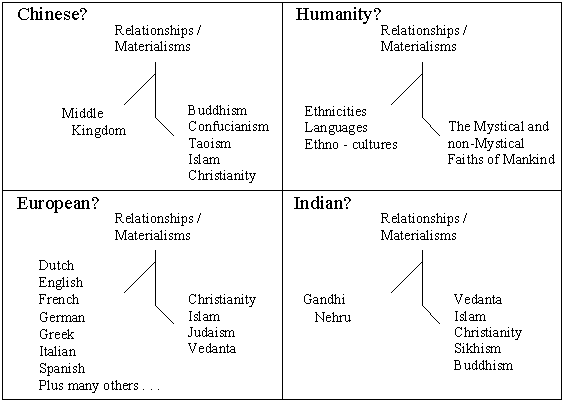 Chinese?
Relationships /
Materialisms
Middle
Kingdom
Buddhism
Confucianism
Taoism
Islam
Christianity
Humanity?
Relationships /
Materialisms
Ethnicities
Languages
Ethno - cultures
The Mystical and
non-Mystical
Faiths of Mankind
European?
Relationships /
Materialisms
Dutch
English
French
German
Greek
Italian
Spanish
Plus many others . . .
Christianity
Islam
Judaism
Vedanta
Indian?
Relationships /
Materialisms
Gandhi
Nehru
Vedanta
Islam
Christianity
Sikhism
Buddhism